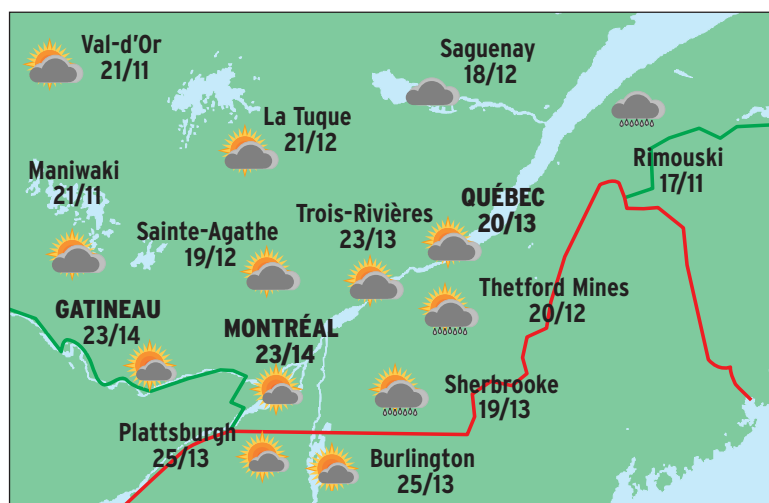 Val-d'Or
21/11
Saguenay
18/12
La Tuque
21/12
Rimouski
17/11
Maniwaki
21/11
Sainte-Agathe
19/12
Trois-Rivières
23/13
QUÉBEC
20/13
Thetford Mines
20/12
GATINEAU
23/14
MONTRÉAL
23/14
Sherbrooke
19/13
Plattsburgh
25/13
Burlington
25/13